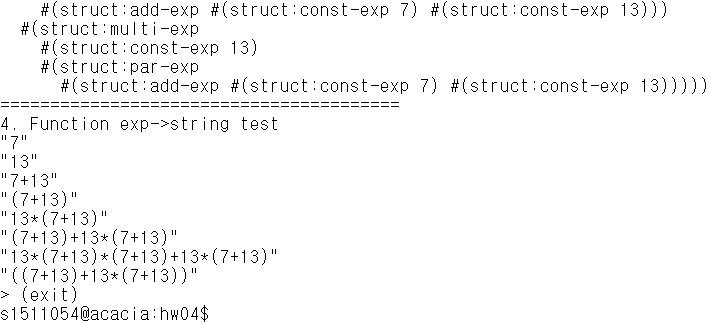 #(struct:add-exp #(struct:const-exp 7) #(struct:const-exp 13)))
#(struct:multi-exp
#(struct:const-exp 13)
#(struct:par-exp
#(struct:add-exp #(struct:const-exp 7) #(struct:const-exp 13)))))
========================================
4. Function exp->string test
"7"
"13"
"7+13"
"(7+13)"
"13*(7+13)"
"(7+13)+13*(7+13)"
"13*(7+13)*(7+13)+13*(7+13)"
"((7+13)+13*(7+13))"
> (exit)
s1511054@acacia:hw04$